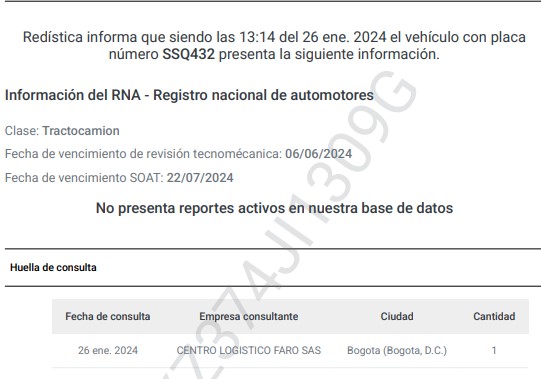 Redística informa que siendo las 13:14 del 26 ene. 2024 el vehículo con placa
número SSQ432 presenta la siguiente información.
Información del RNA - Registro nacional de automotores
Clase: Tractocamion
Fecha de vencimiento de revisión tecnomécanica: 06/06/2024
Fecha de vencimiento SOAT: 22/07/2024
No presenta reportes activos en nuestra base de datos
Huella de consulta
Fecha de consulta Empresa consultante Ciudad Cantidad
26 ene. 2024 CENTRO LOGISTICO FARO SAS Bogota (Bogota, D.C.) 1